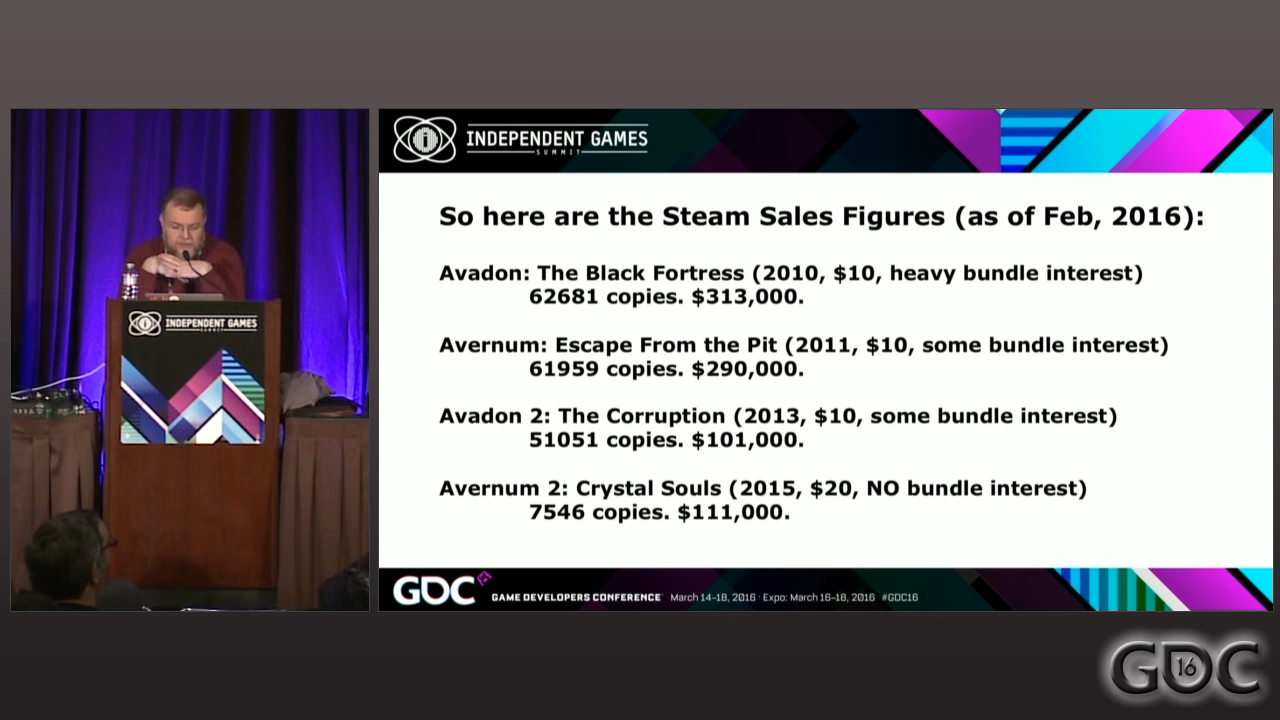 INDEPENDENT GAMES
SUMMIT
So here are the Steam Sales Figures (as of Feb, 2016):
Avadon: The Black Fortress (2010, $10, heavy bundle interest)
62681 copies. $313,000.
Avernum: Escape From the Pit (2011, $10, some bundle interest)
61959 copies. $290,000.
Avadon 2: The Corruption (2013, $10, some bundle interest)
51051 copies. $101,000.
Avernum 2: Crystal Souls (2015, $20, NO bundle interest)
7546 copies. $111,000.
GDC GAME DEVELOPERS CONFERENCE March 14-18, 2016 · Expo: March 16-18, 2016 #GDC16
INDEPENDENT GAMES
SUMMIT
GDC 16